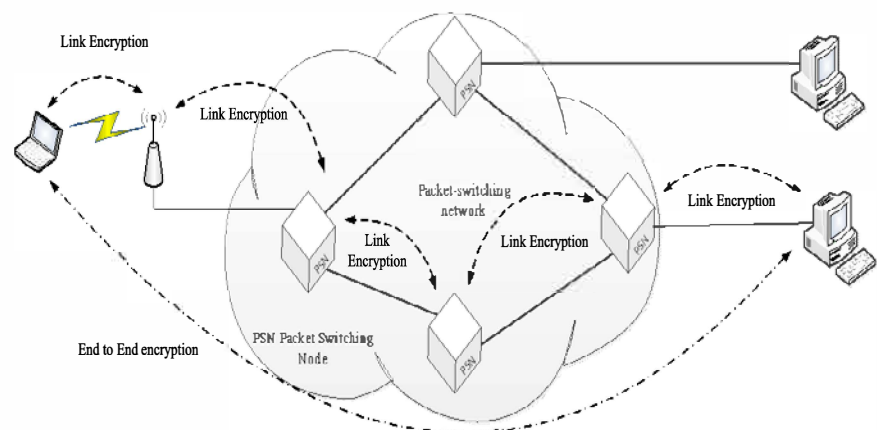 Link Encryption
PSN
Link Encryption
Packet-switching
network
Link Encryption
PSN
PSN
Link
Encryption
Link Encryption
PSN Packet Switching
Node
End to End encryption
PSN